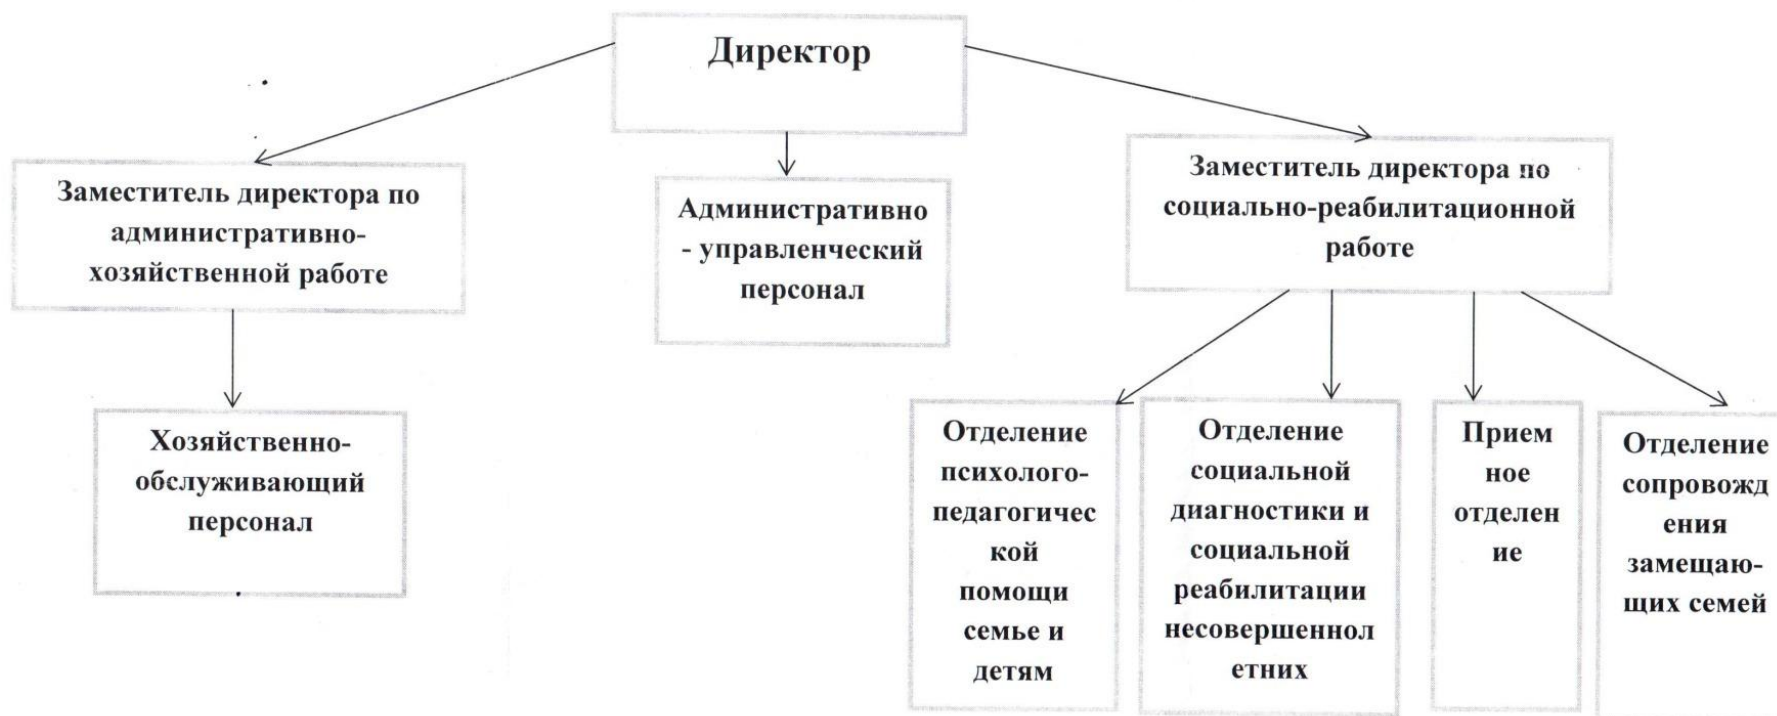 Директор
Заместитель директора по
административно-
хозяйственной работе
Административно
- управленческий
персонал
Заместитель директора по
социально-реабилитационной
работе
Хозяйственно-
обслуживающий
персонал
Отделение
психолого-
педагогичес
кой
помощи
семье и
детям
Отделение
социальной
диагностики и
социальной
реабилитации
несовершеннол
етних
Прием
ное
отделен
ие
Отделение
сопровожд
ения
замещаю-
щих семей